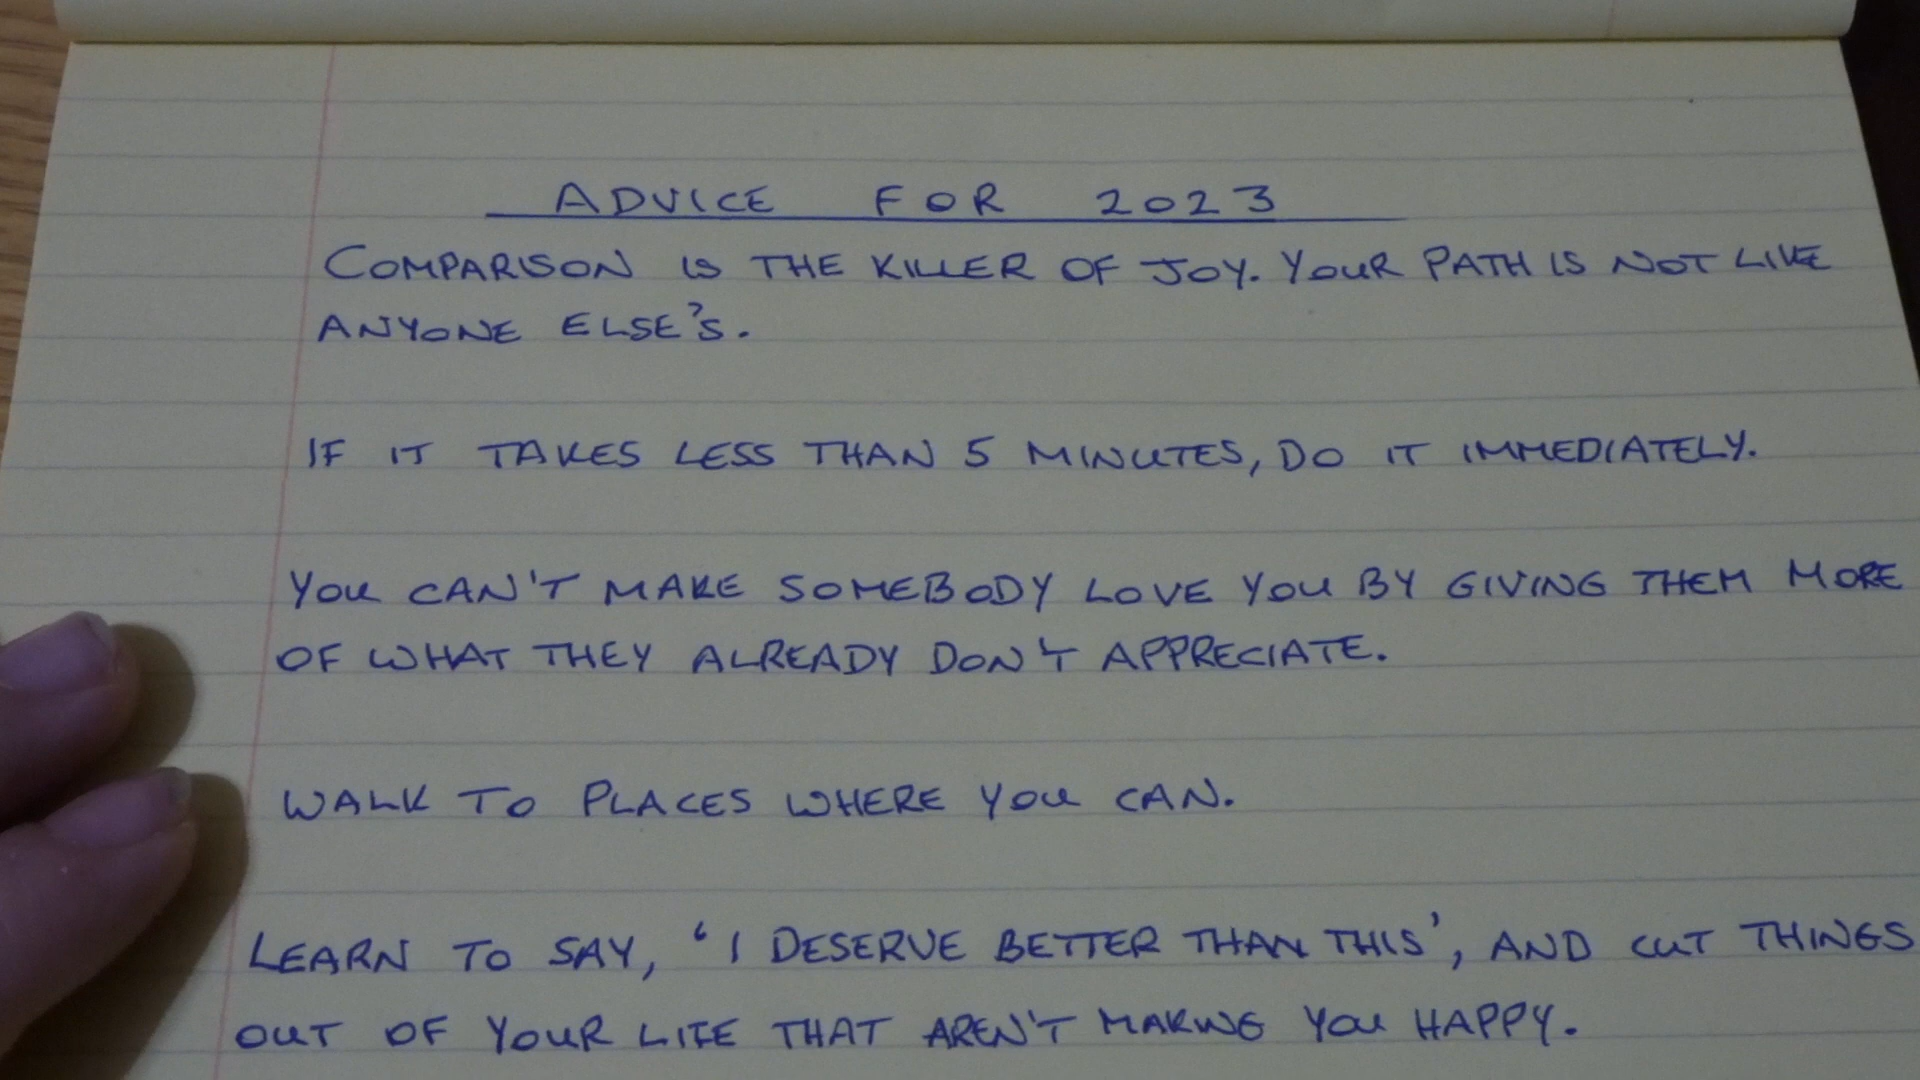 ADVICE FOR 2023
COMPARISON IS THE KILLER OF JOY. YOUR PATH IS NOT LIKE
ANYONE ELSE'S.
IF IT TAKES LESS THAN 5 MINUTES, DO IT IMMEDIATELY.
YOU CAN'T MAKE SOMEBODY LOVE YOU BY GIVING THEM MORE
OF WHAT THEY ALREADY DON'T APPRECIATE.
WALK TO PLACES WHERE YOU CAN.
LEARN TO SAY, 'I DESERVE BETTER THAN THIS', AND CUT THINGS
OUT OF YOUR LIFE THAT AREN'T MAKING YOU HAPPY.